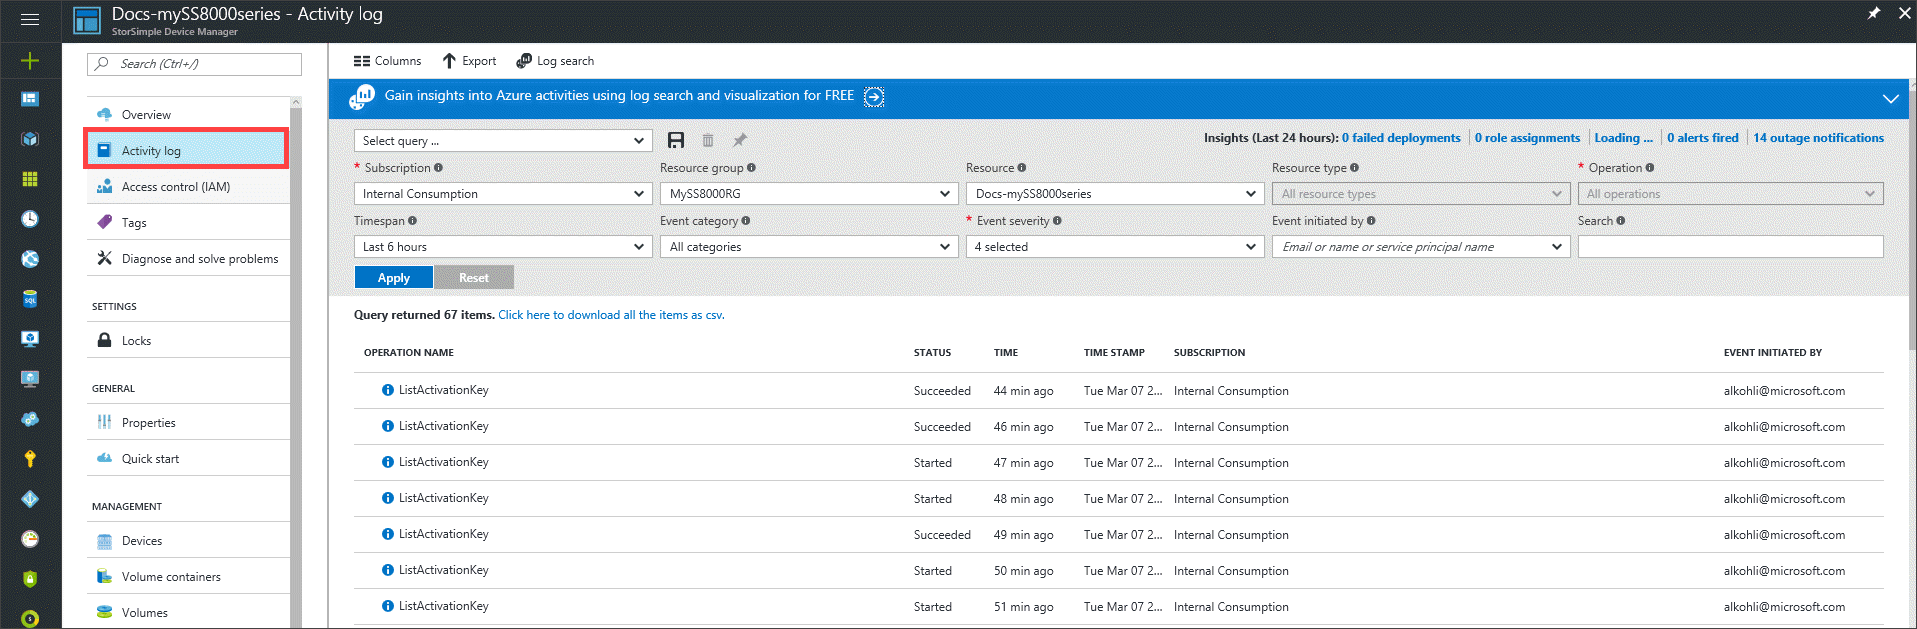 Docs-mySS8000series - Activity log
StorSimple Device Manager
Search (Ctrl+/)
Overview
Activity log
Access control (IAM)
Tags
Diagnose and solve problems
SETTINGS
Locks
GENERAL
Properties
Quick start
MANAGEMENT
Devices
Volume containers
Volumes
Columns Export Log search
Gain insights into Azure activities using log search and visualization for FREE
Select query ...
Insights (Last 24 hours): 0 failed deployments 0 role assignments Loading ... 0 alerts fired 14 outage notifications
* Subscription Resource group Resource Resource type * Operation
Internal Consumption MySS8000RG Docs-mySS8000series All resource types All operations
Timespan Event category * Event severity Event initiated by Search
Last 6 hours All categories 4 selected Email or name or service principal name
Apply Reset
Query returned 67 items. Click here to download all the items as csv.
OPERATION NAME STATUS TIME TIME STAMP SUBSCRIPTION EVENT INITIATED BY
ListActivationKey Succeeded 44 min ago Tue Mar 07 2... Internal Consumption alkohli@microsoft.com
ListActivationKey Succeeded 46 min ago Tue Mar 07 2... Internal Consumption alkohli@microsoft.com
ListActivationKey Started 47 min ago Tue Mar 07 2... Internal Consumption alkohli@microsoft.com
ListActivationKey Started 48 min ago Tue Mar 07 2... Internal Consumption alkohli@microsoft.com
ListActivationKey Succeeded 49 min ago Tue Mar 07 2... Internal Consumption alkohli@microsoft.com
ListActivationKey Started 50 min ago Tue Mar 07 2... Internal Consumption alkohli@microsoft.com
ListActivationKey Started 51 min ago Tue Mar 07 2... Internal Consumption alkohli@microsoft.com